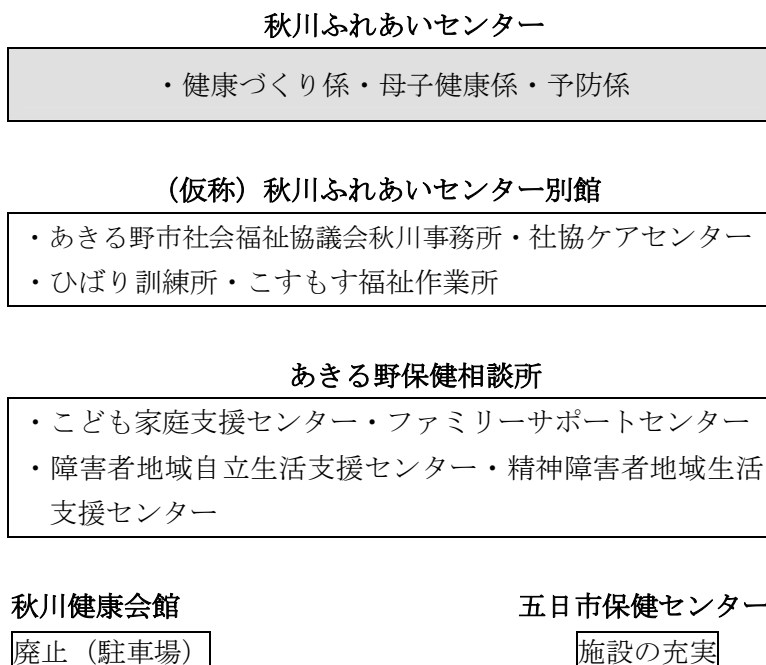 秋川ふれあいセンター
・健康づくり係・母子健康係・予防係
（仮称）秋川ふれあいセンター別館
・あきる野市社会福祉協議会秋川事務所・社協ケアセンター
・ひばり訓練所・こすもす福祉作業所
あきる野保健相談所
・こども家庭支援センター・ファミリーサポートセンター
・障害者地域自立生活支援センター・精神障害者地域生活
支援センター
秋川健康会館 五日市保健センター
廃止（駐車場） 施設の充実